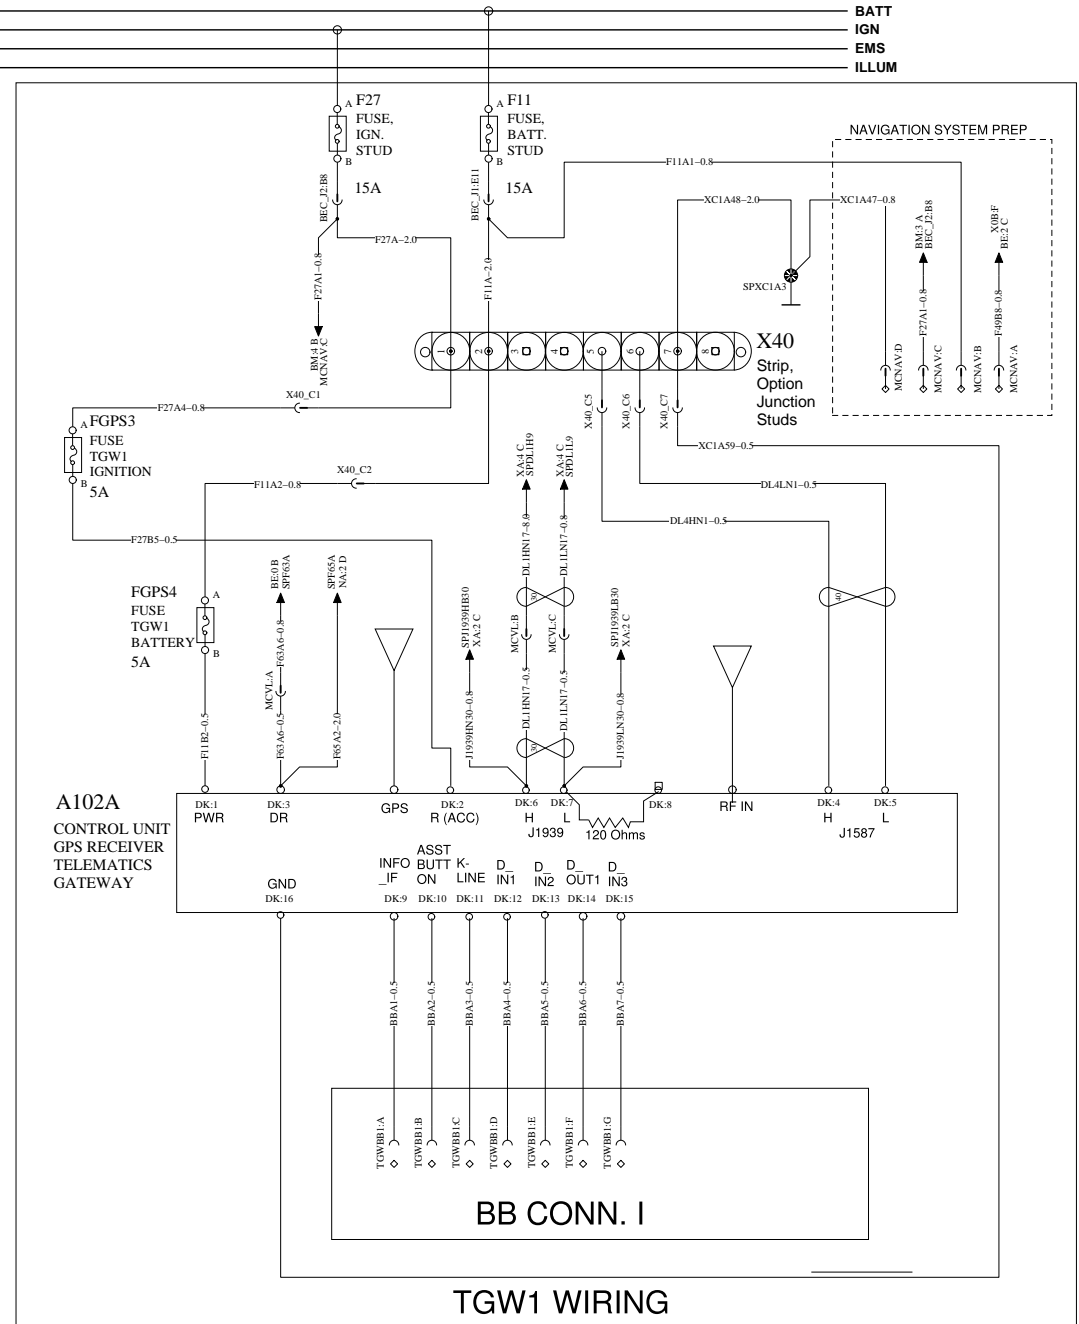 BATT
IGN
EMS
ILLUM
A
F27
FUSE,
IGN.
STUD
B
15A
BEC_J2:B8
A
F11
FUSE,
BATT.
STUD
B
15A
BEC_J1:E11
NAVIGATION SYSTEM PREP
F11A1-0.8
XC1A48-2.0
XC1A47-0.8
F27A-2.0
F27A1-0.8
F11A-2.0
SPXC1A3
BM:3 A
BEC_J2:B8
X0B:F
BE:2 C
F27A1-0.8
F49B8-0.8
MCNAV:D
MCNAV:C
MCNAV:B
MCNAV:A
BM:4 B
MCNAV:C
1
2
3
4
5
6
7
8
X40
Strip,
Option
Junction
Studs
X40_C1
F27A4-0.8
X40_C5
X40_C6
X40_C7
A
FGPS3
FUSE
TGW1
IGNITION
B
5A
XC1A59-0.5
X40_C2
F11A2-0.8
XA:4 C
SPDL1H9
XA:4 C
SPDL1L9
DL4LN1-0.5
DL4HN1-0.5
F27B5-0.5
DL1HN17-8.0
DL1LN17-0.8
BE:0 B
SPF63A
SPF65A
NA:2 D
FGPS4
FUSE
TGW1
BATTERY
5A
A
B
30
40
SPJ1939HB30
XA:2 C
MCVL:B
MCVL:C
SPJ1939LB30
XA:2 C
F63A6-0.8
MCVL:A
F11B2-0.5
F63A6-0.5
F65A2-2.0
J1939HN30-0.8
DL1HN17-0.5
DL1LN17-0.5
J1939LN30-0.8
30
A102A
CONTROL UNIT
GPS RECEIVER
TELEMATICS
GATEWAY
DK:1
PWR
DK:3
DR
GPS
DK:2
R (ACC)
DK:6
H
DK:7
L
J1939
120 Ohms
DK:8
RF IN
DK:4
H
DK:5
L
J1587
GND
DK:16
INFO
_IF
DK:9
ASST
BUTT
ON
DK:10
K-
LINE
DK:11
D_
IN1
DK:12
D_
IN2
DK:13
D_
OUT1
DK:14
D_
IN3
DK:15
BBA1-0.5
BBA2-0.5
BBA3-0.5
BBA4-0.5
BBA5-0.5
BBA6-0.5
BBA7-0.5
TGWBB1:A
TGWBB1:B
TGWBB1:C
TGWBB1:D
TGWBB1:E
TGWBB1:F
TGWBB1:G
BB CONN. I
TGW1 WIRING